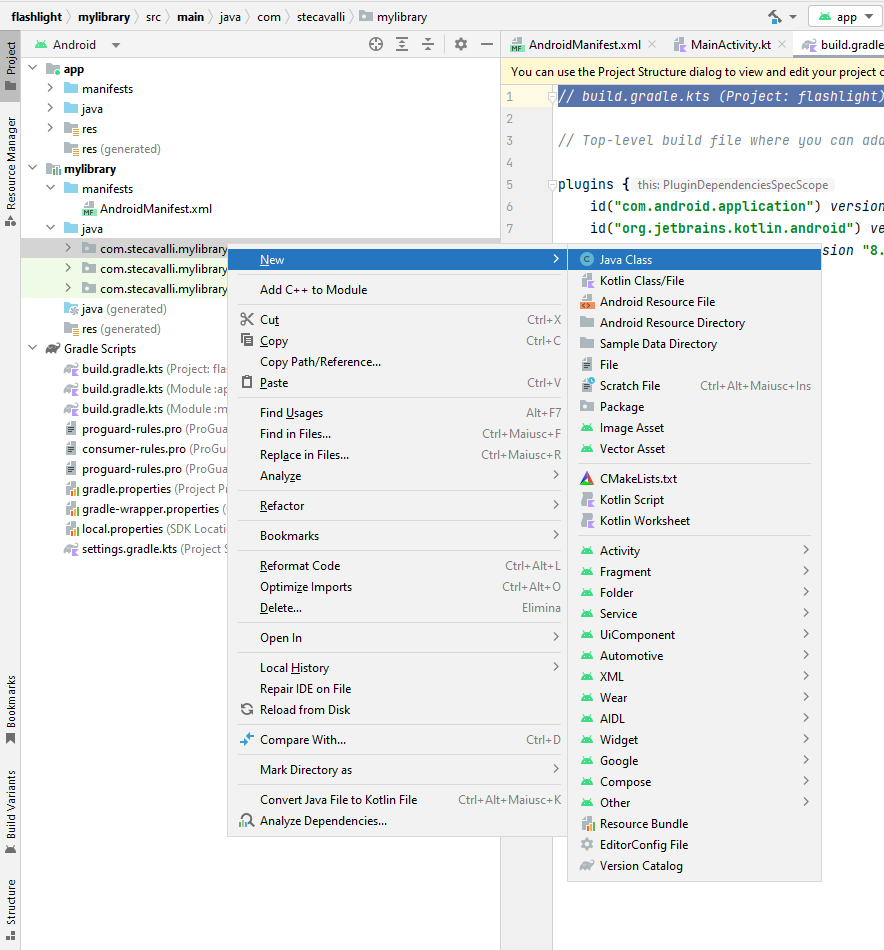 flashlight mylibrary src main java com stecavalli mylibrary app
Project
Resource Manager
Bookmarks
Build Variants
Structure
Android
app
manifests
java
res
res (generated)
mylibrary
manifests
AndroidManifest.xml
java
com.stecavalli.mylibrary
com.stecavalli.mylibrary
com.stecavalli.mylibrary
java (generated)
res (generated)
Gradle Scripts
build.gradle.kts (Project: fla
build.gradle.kts (Module :ap
build.gradle.kts (Module :m
proguard-rules.pro (ProGua
consumer-rules.pro (ProGu
proguard-rules.pro (ProGua
gradle.properties (Project Pr
gradle-wrapper.properties (
local.properties (SDK Locati
settings.gradle.kts (Project S
AndroidManifest.xml MainActivity.kt build.gradle
You can use the Project Structure dialog to view and edit your project c
1 // build.gradle.kts (Project: flashlight)
2
3 // Top-level build file where you can add
4
5 plugins { this: PluginDependenciesSpecScope
6 id("com.android.application") version
7 id("org.jetbrains.kotlin.android") ve
sion "8.
New
Add C++ to Module
Cut Ctrl+X
Copy Ctrl+C
Copy Path/Reference...
Paste Ctrl+V
Find Usages Alt+F7
Find in Files... Ctrl+Maiusc+F
Replace in Files... Ctrl+Maiusc+R
Analyze
Refactor
Bookmarks
Reformat Code Ctrl+Alt+L
Optimize Imports Ctrl+Alt+O
Delete... Elimina
Open In
Local History
Repair IDE on File
Reload from Disk
Compare With... Ctrl+D
Mark Directory as
Convert Java File to Kotlin File Ctrl+Alt+Maiusc+K
Analyze Dependencies...
Java Class
Kotlin Class/File
Android Resource File
Android Resource Directory
Sample Data Directory
File
Scratch File Ctrl+Alt+Maiusc+Ins
Package
Image Asset
Vector Asset
CMakeLists.txt
Kotlin Script
Kotlin Worksheet
Activity
Fragment
Folder
Service
UiComponent
Automotive
XML
Wear
AIDL
Widget
Google
Compose
Other
Resource Bundle
EditorConfig File
Version Catalog